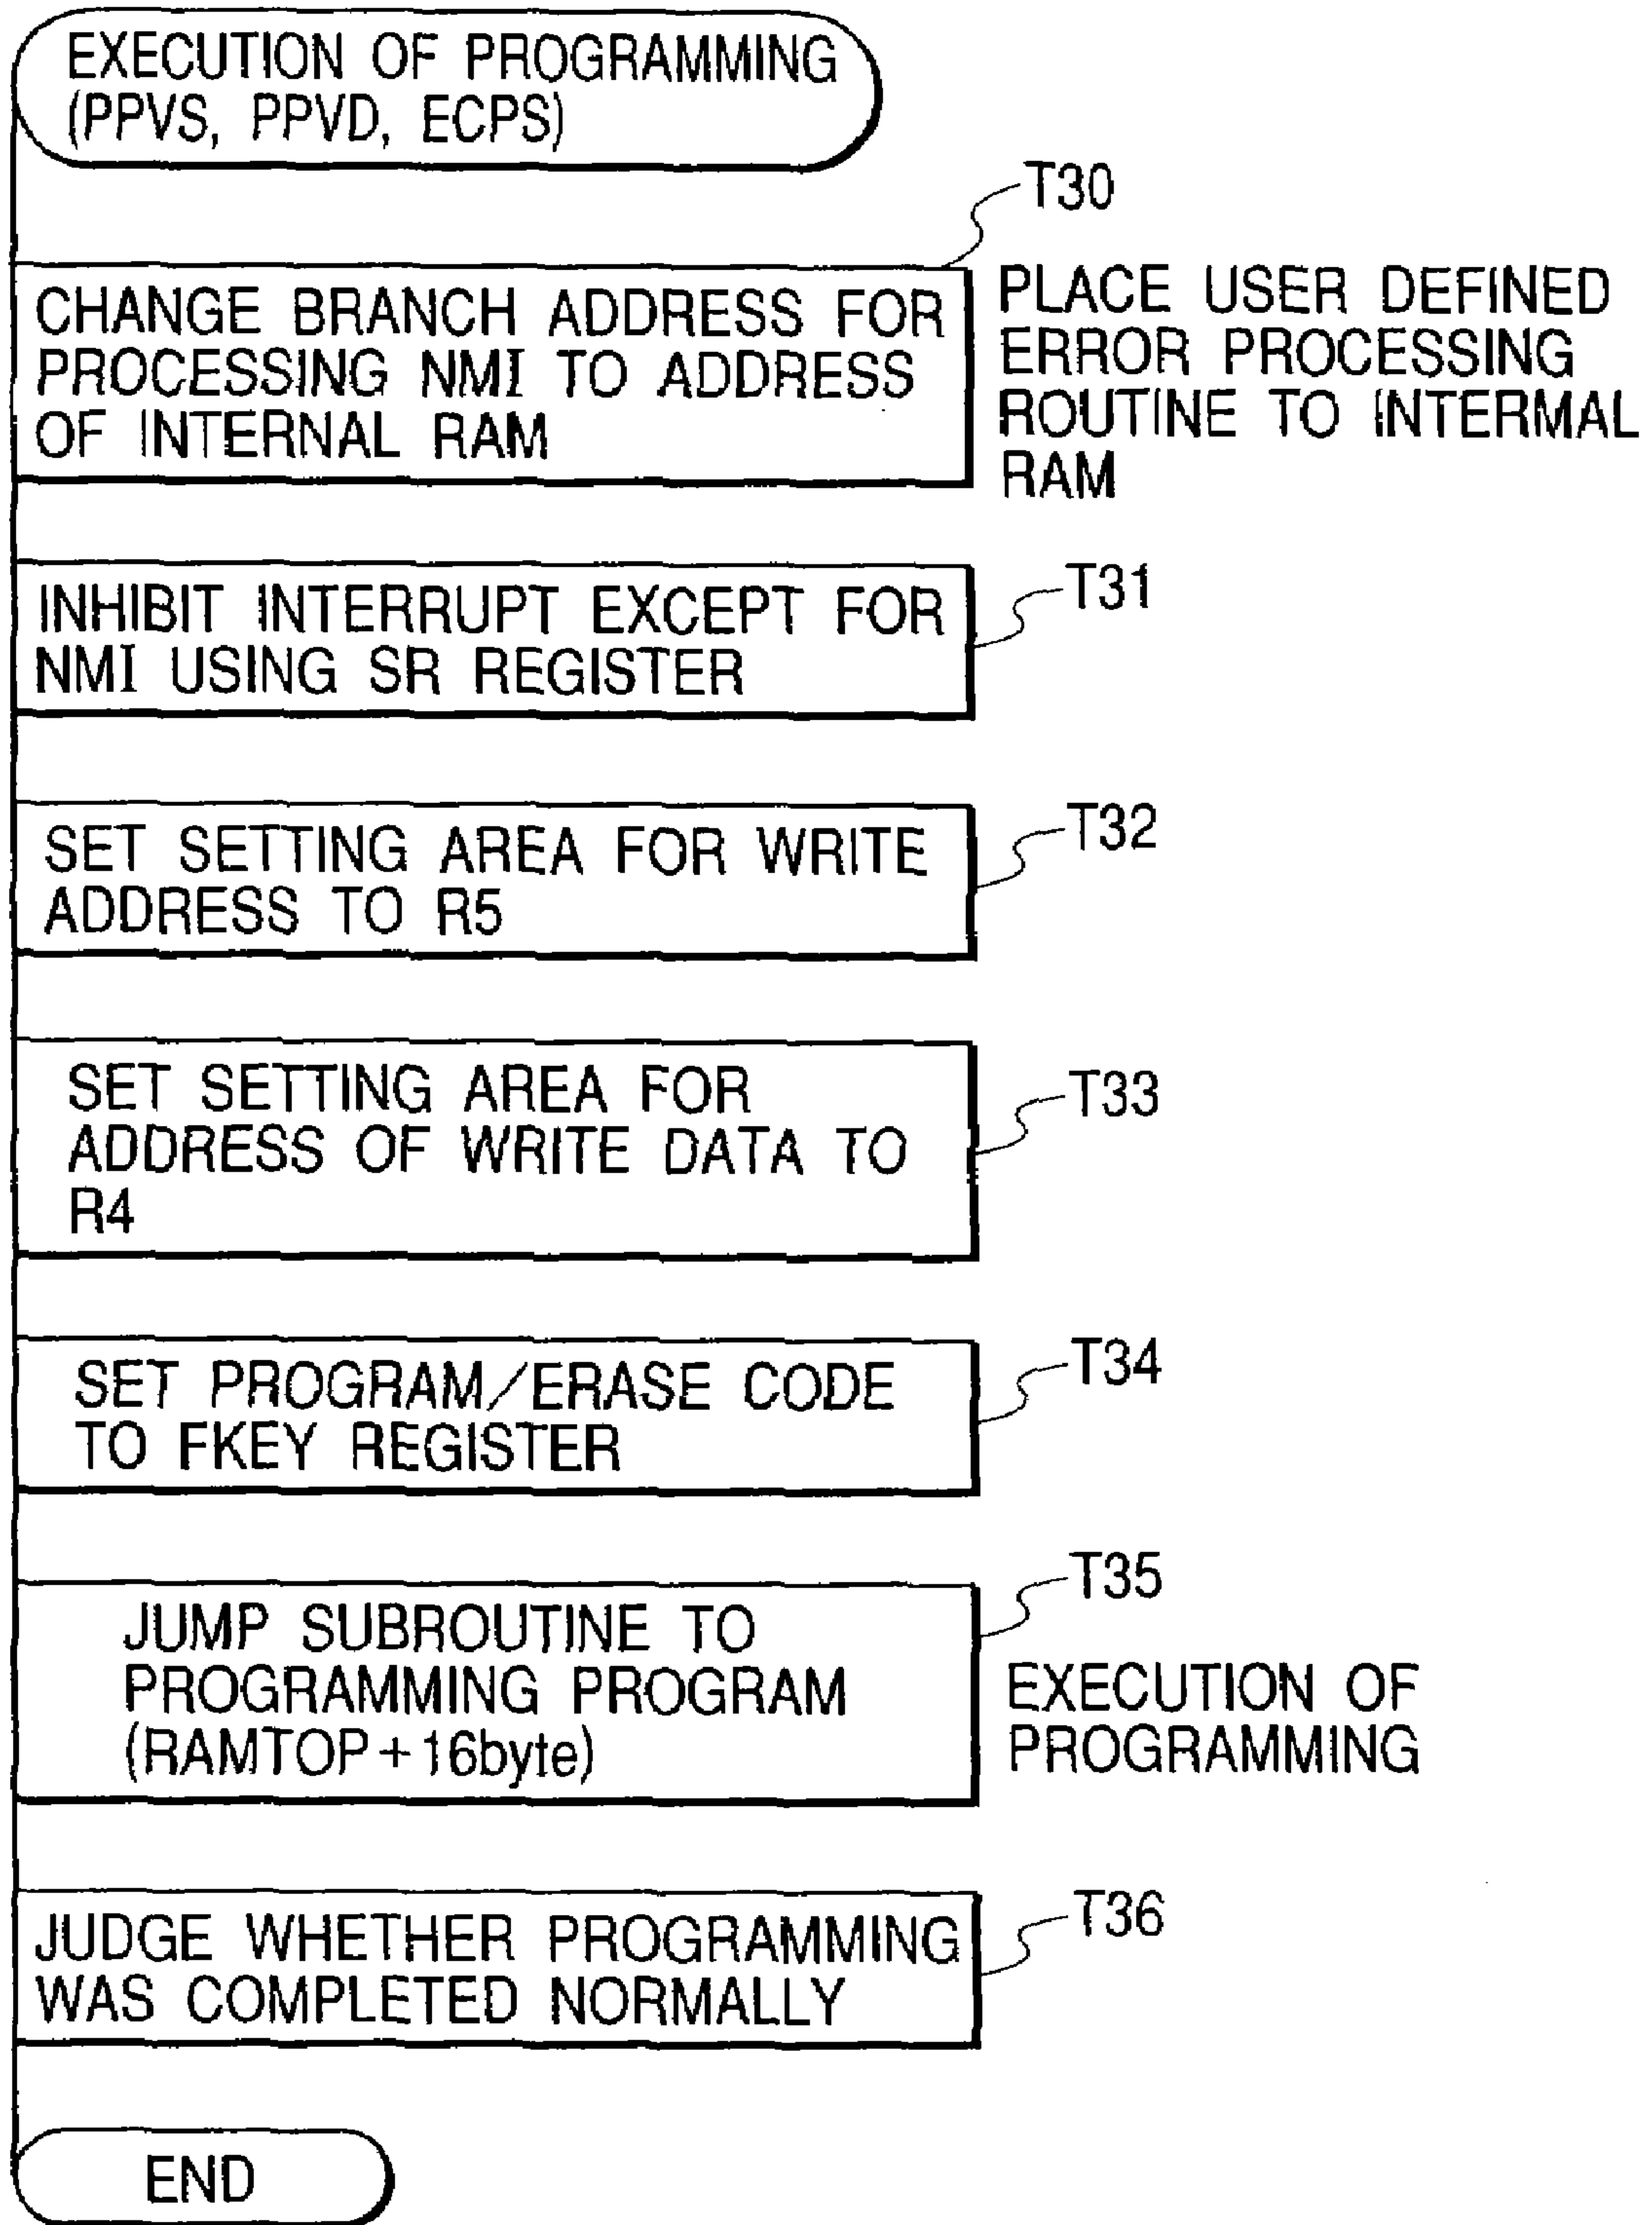 EXECUTION OF PROGRAMMING
(PPVS, PPVD, ECPS)
T30
CHANGE BRANCH ADDRESS FOR
PROCESSING NMI TO ADDRESS
OF INTERNAL RAM
PLACE USER DEFINED
ERROR PROCESSING
ROUTINE TO INTERMAL
RAM
T31
INHIBIT INTERRUPT EXCEPT FOR
NMI USING SR REGISTER
T32
SET SETTING AREA FOR WRITE
ADDRESS TO R5
T33
SET SETTING AREA FOR
ADDRESS OF WRITE DATA TO
R4
T34
SET PROGRAM/ERASE CODE
TO FKEY REGISTER
T35
JUMP SUBROUTINE TO
PROGRAMMING PROGRAM
(RAMTOP+16byte)
EXECUTION OF
PROGRAMMING
T36
JUDGE WHETHER PROGRAMMING
WAS COMPLETED NORMALLY
END